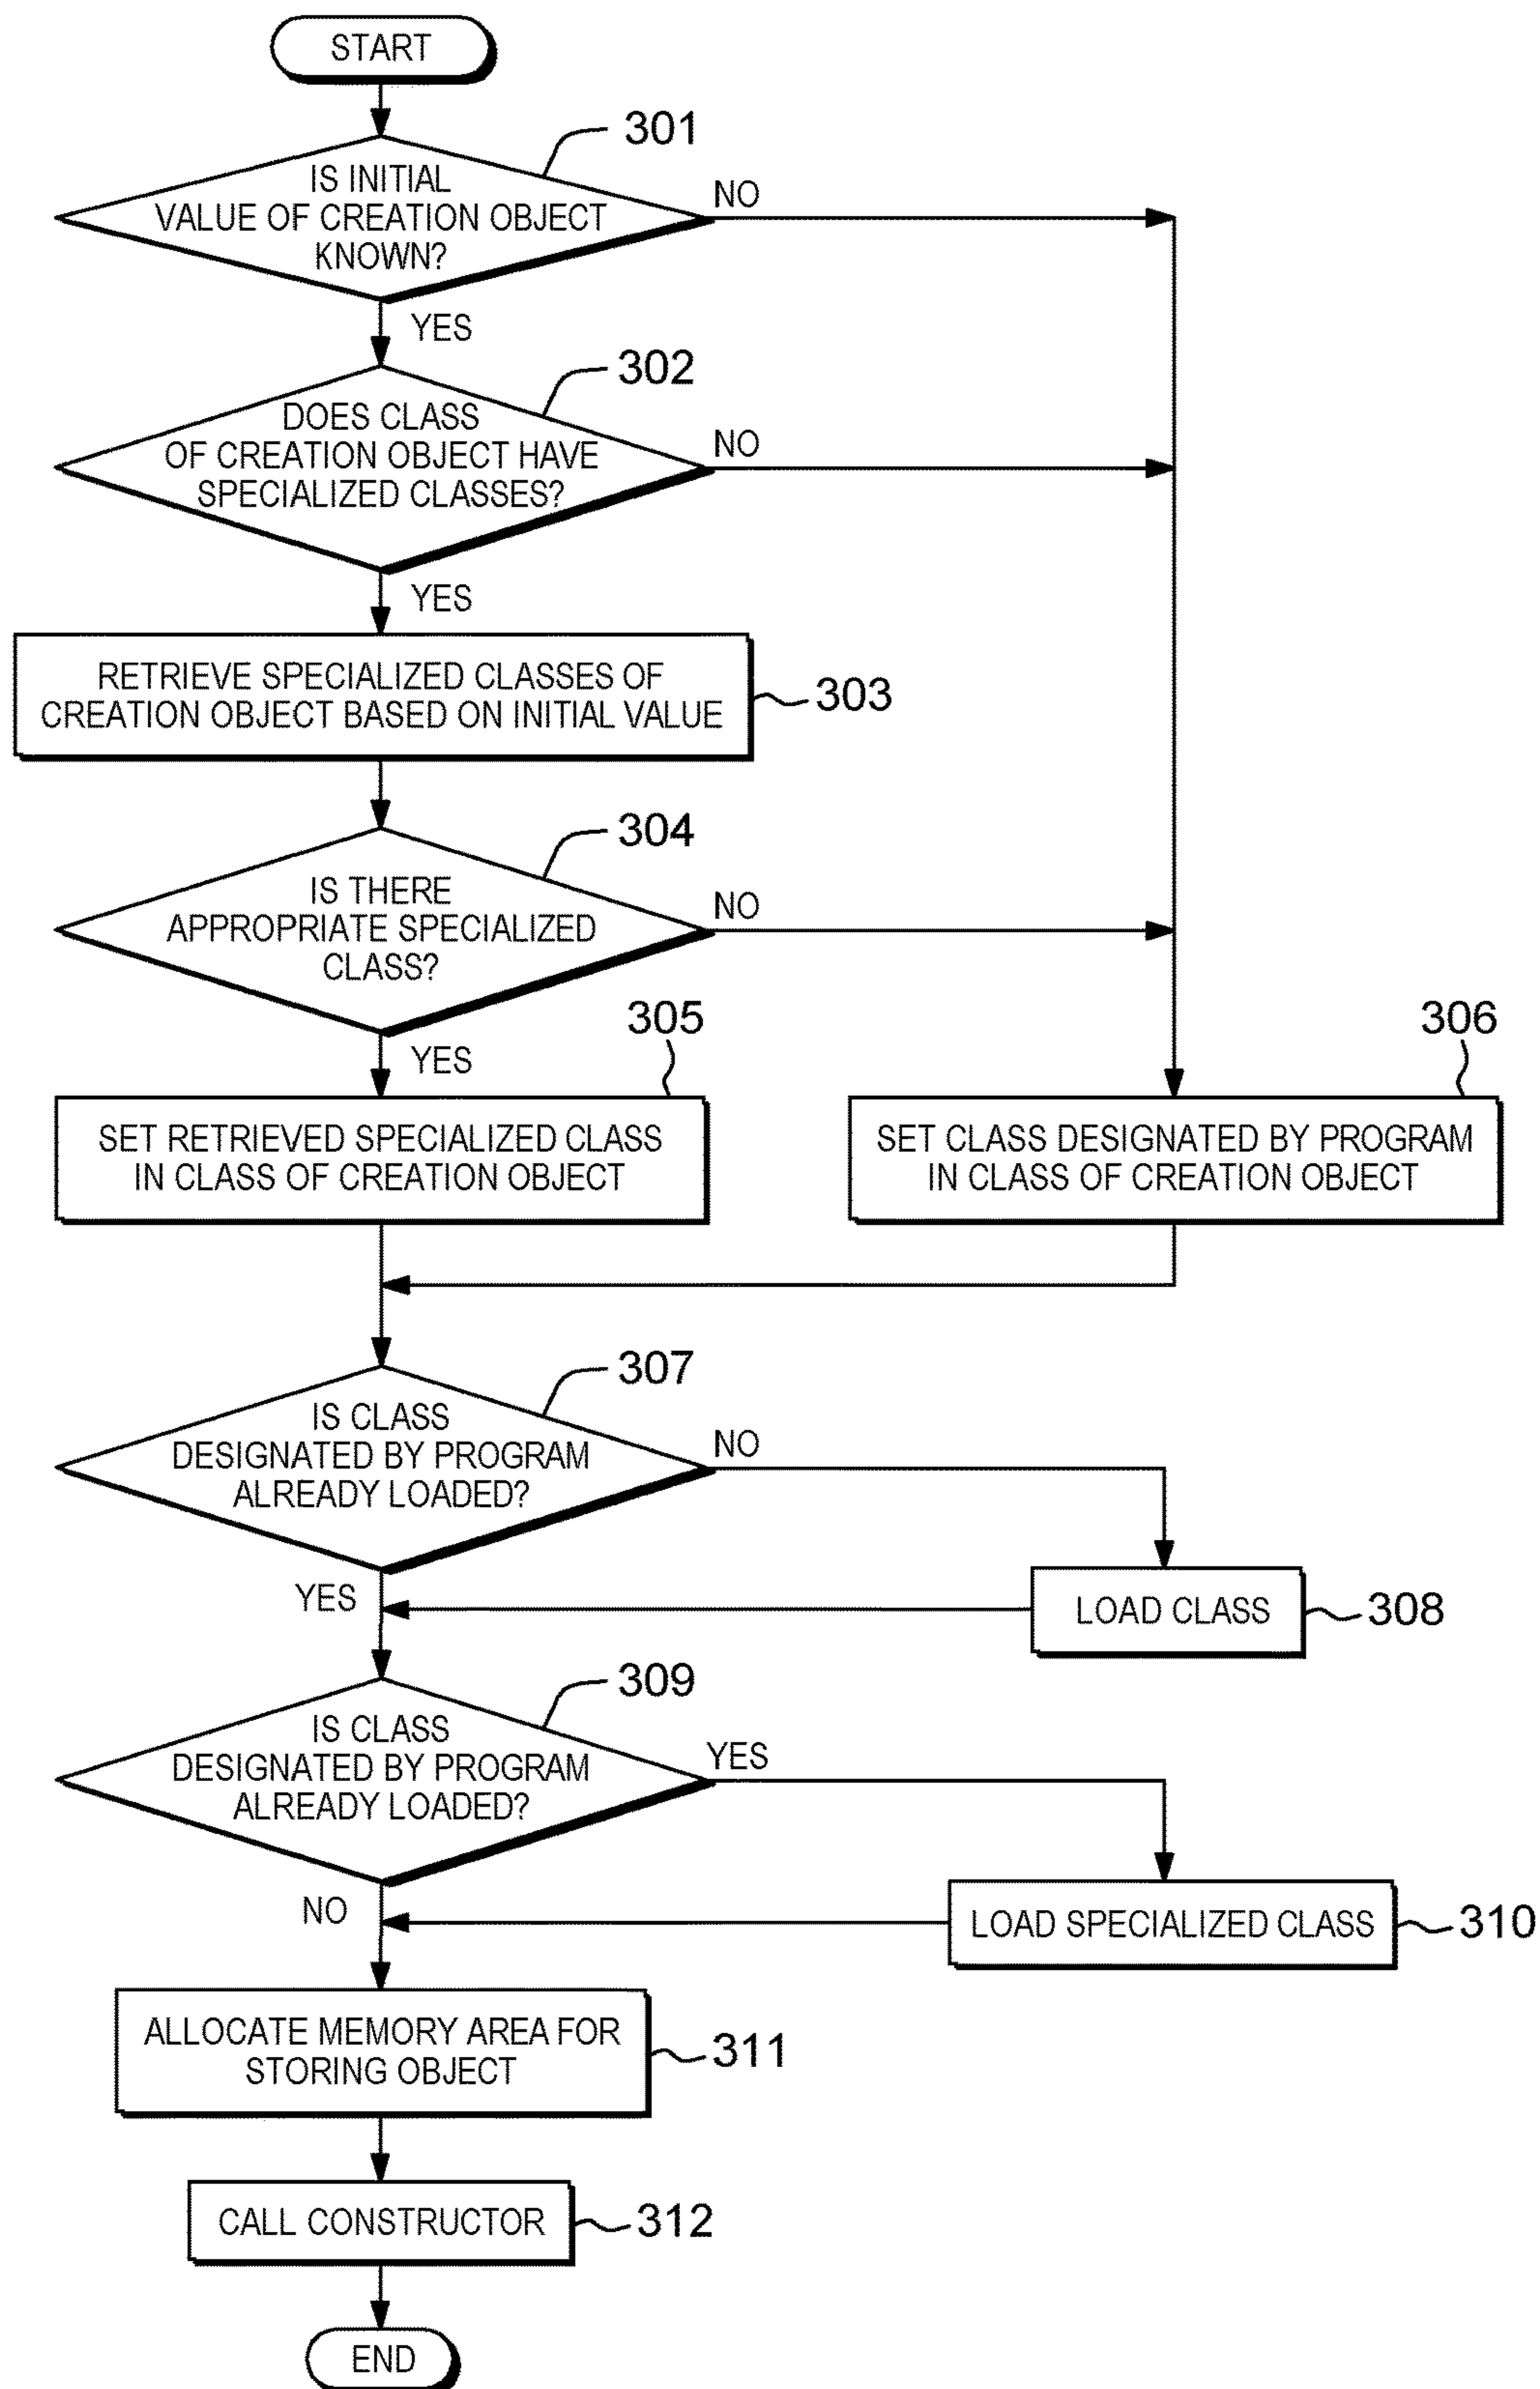 START
301
IS INITIAL
VALUE OF CREATION OBJECT
KNOWN?
NO
YES
302
DOES CLASS
OF CREATION OBJECT HAVE
SPECIALIZED CLASSES?
NO
YES
RETRIEVE SPECIALIZED CLASSES OF
CREATION OBJECT BASED ON INITIAL VALUE
303
304
IS THERE
APPROPRIATE SPECIALIZED
CLASS?
NO
YES
305
SET RETRIEVED SPECIALIZED CLASS
IN CLASS OF CREATION OBJECT
306
SET CLASS DESIGNATED BY PROGRAM
IN CLASS OF CREATION OBJECT
307
IS CLASS
DESIGNATED BY PROGRAM
ALREADY LOADED?
NO
YES
LOAD CLASS
308
309
IS CLASS
DESIGNATED BY PROGRAM
ALREADY LOADED?
YES
NO
LOAD SPECIALIZED CLASS
310
ALLOCATE MEMORY AREA FOR
STORING OBJECT
311
CALL CONSTRUCTOR
312
END